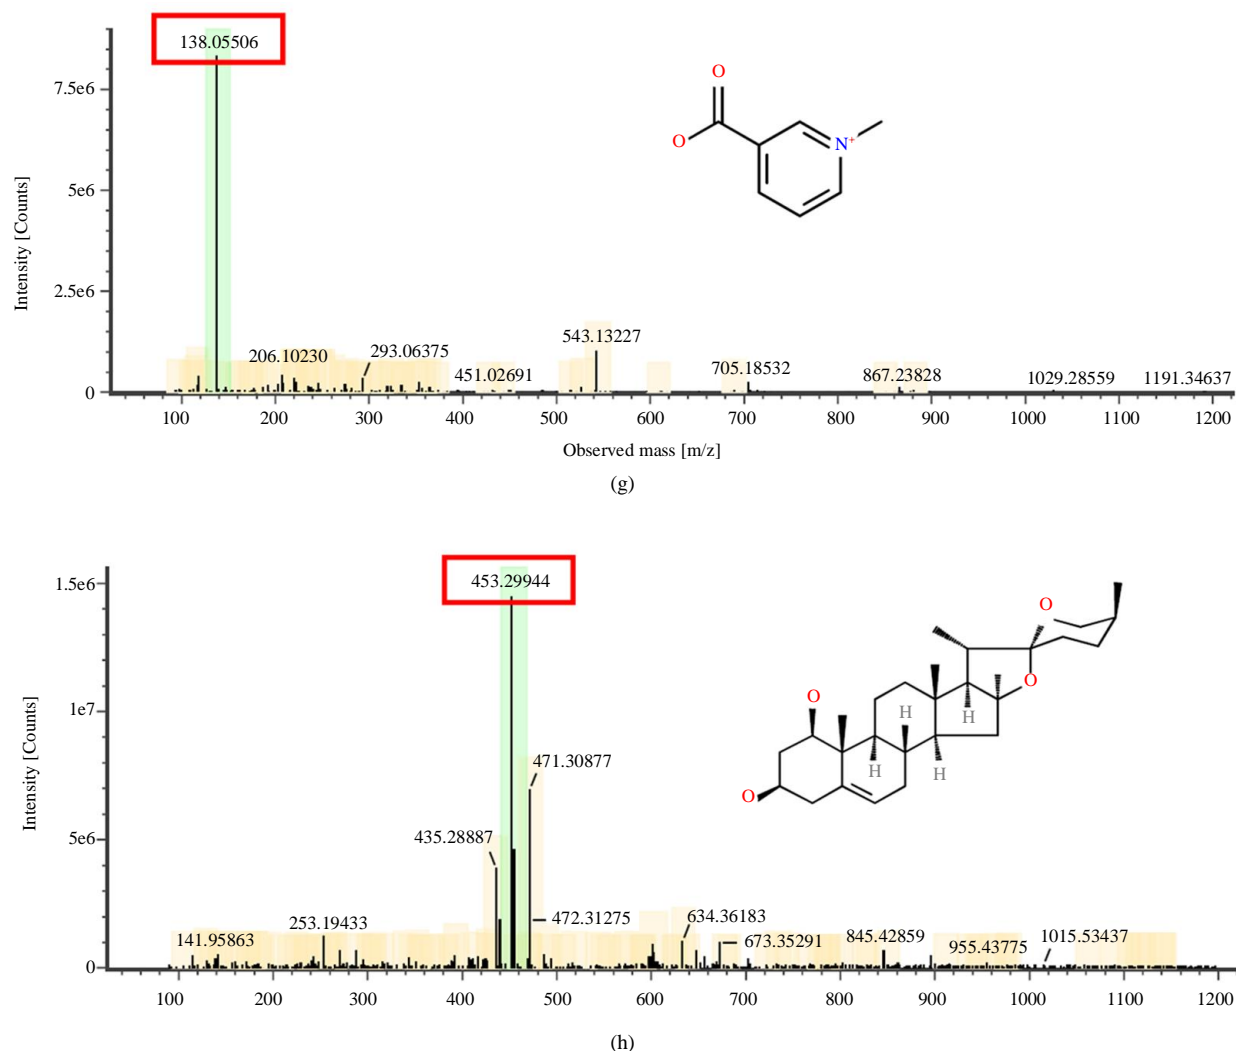 138.05506
7.5e6
5e6
2.5e6
0
Intensity [Counts]
O
O
N+
206.10230
293.06375
451.02691
543.13227
705.18532
867.23828
1029.28559
1191.34637
100 200 300 400 500 600 700 800 900 1000 1100 1200
Observed mass [m/z]
(g)
453.29944
1.5e6
1e7
5e6
0
Intensity [Counts]
O
O
O
O
H
H
H
H
471.30877
435.28887
472.31275
253.19433
141.95863
634.36183
673.35291
845.42859
955.43775
1015.53437
100 200 300 400 500 600 700 800 900 1000 1100 1200
(h)